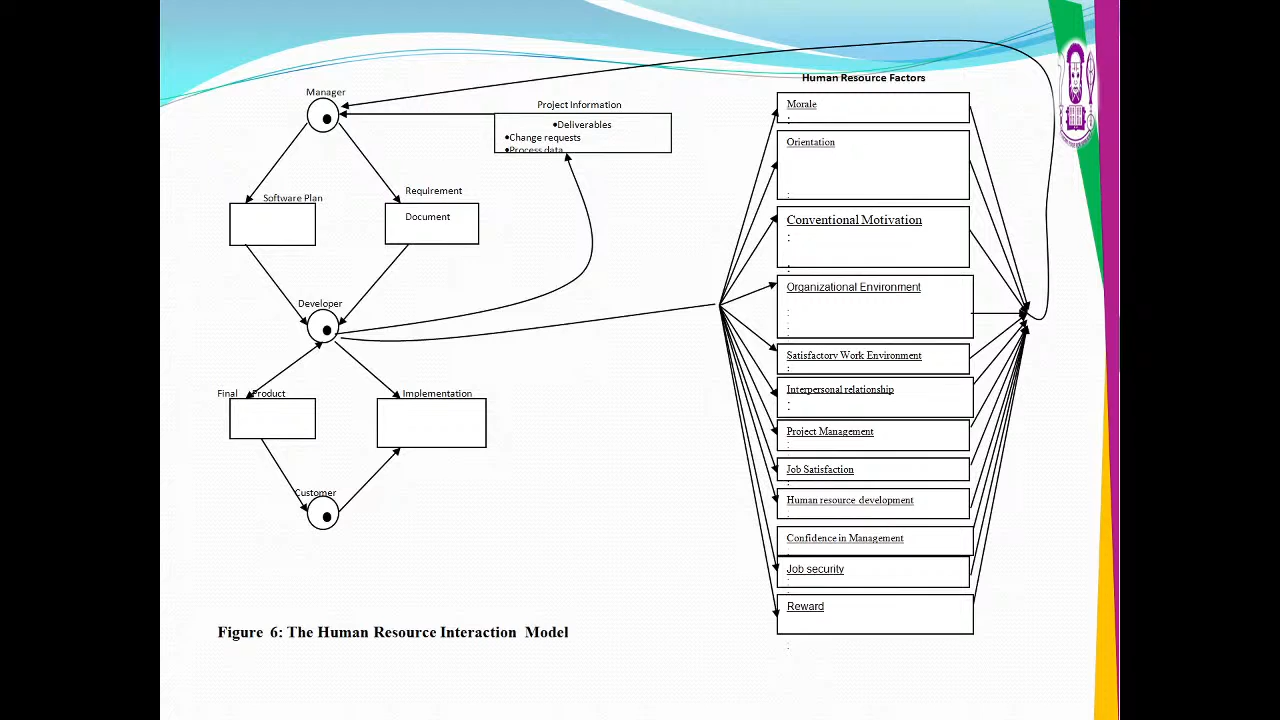 Human Resource Factors
Manager
Project Information
•Deliverables
•Change requests
•Process data
Software Plan
Requirement
Document
Developer
Final Product
Implementation
Customer
Morale
:
Orientation
:
Conventional Motivation
:
:
Organizational Environment
:
:
:
Satisfactory Work Environment
:
Interpersonal relationship
:
Project Management
:
Job Satisfaction
:
Human resource development
:
Confidence in Management
Job security
:
Reward
:
Figure 6: The Human Resource Interaction Model